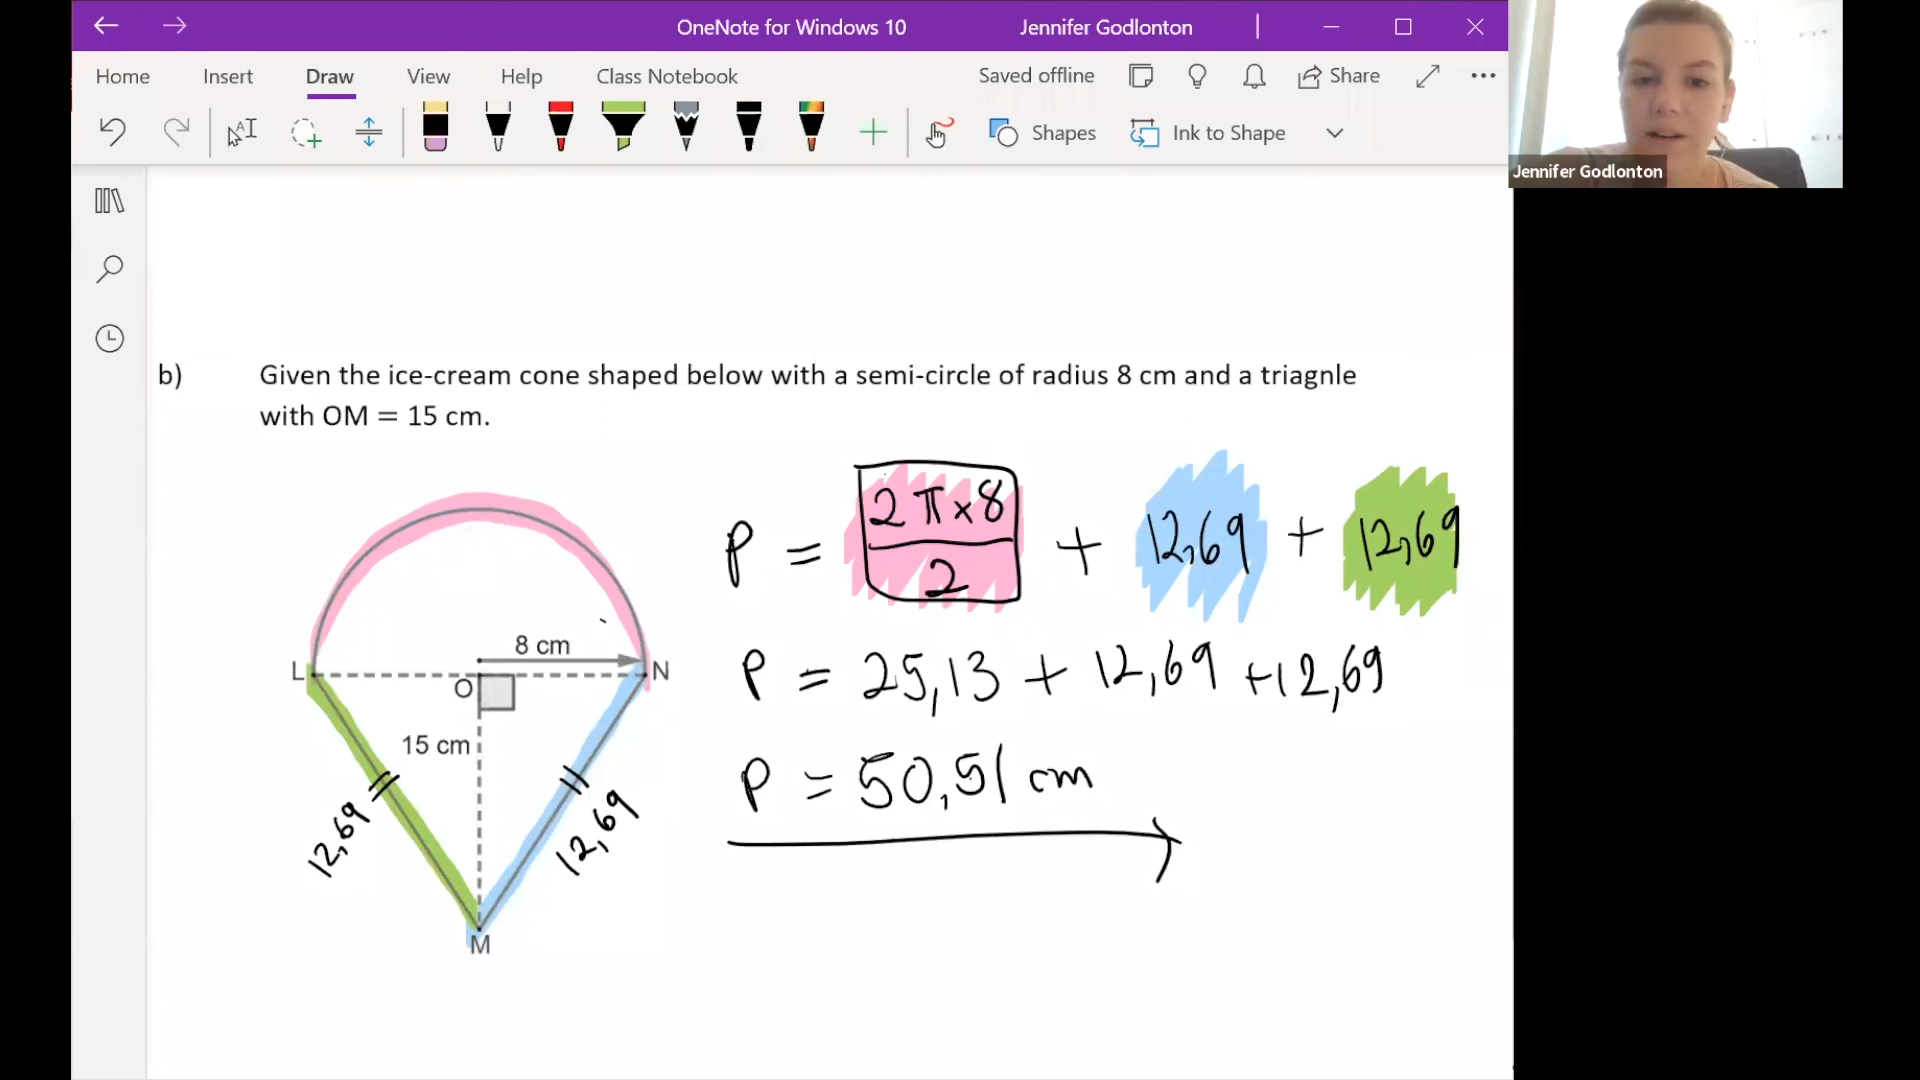 OneNote for Windows 10 Jennifer Godlonton
Home Insert Draw View Help Class Notebook Saved offline Share
Shapes Ink to Shape
Jennifer Godlonton
b) Given the ice-cream cone shaped below with a semi-circle of radius 8 cm and a triagnle
with OM = 15 cm.
P = 2π×8/2 + 12,69 + 12,69
8 cm
L O N
P = 25,13 + 12,69 + 12,69
15 cm
P = 50,51 cm
12,69 12,69
M